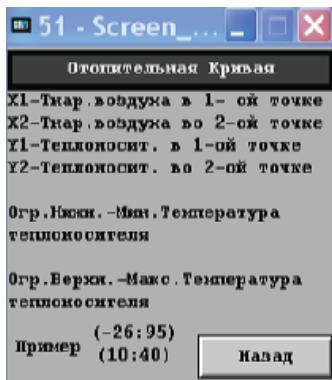 51 - Screen_...
Отопительная Кривая
X1-Тнар.воздуха в 1- ой точке
X2-Тнар.воздуха во 2-ой точке
Y1-Теплоносит. в 1-ой точке
Y2-Теплоносит. во 2-ой точке
Огр.Нижн.-Мин.Температура
теплоносителя
Огр.Верхн.-Макс.Температура
теплоносителя
Пример (-26:95)
(10:40)
Назад